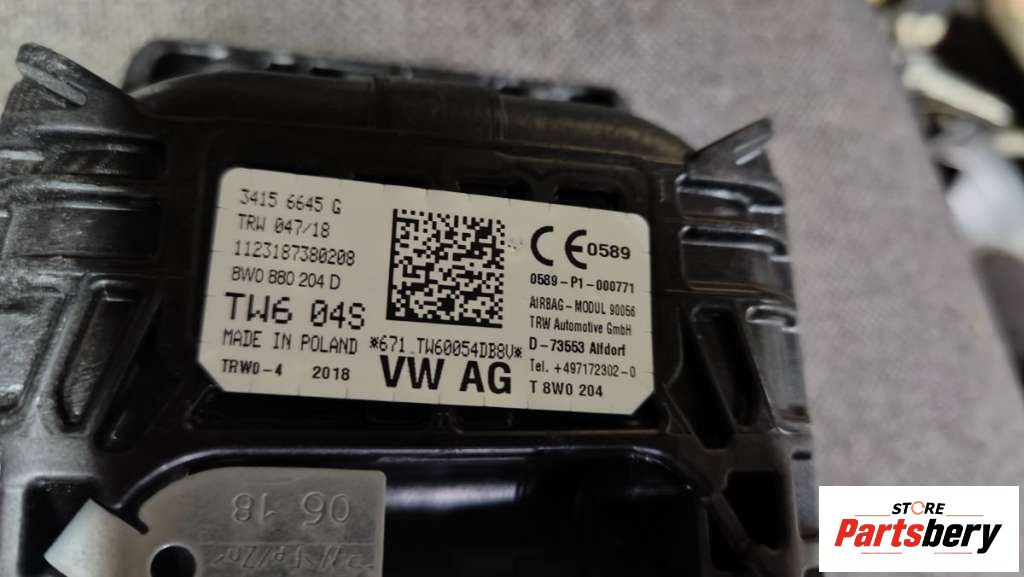 3415 6645 G
TRW 047/18
1123187380208
8W0 880 204 D
TW6 04S
MADE IN POLAND
TRW0-4 2018
*671 TW60054DB8V*
VW AG
CE 0589
0589-P1-000771
AIRBAG-MODUL 90056
TRW Automotive GmbH
D-73553 Alfdorf
Tel. +497172302-0
T 8W0 204
06 18
STORE
Partsbery